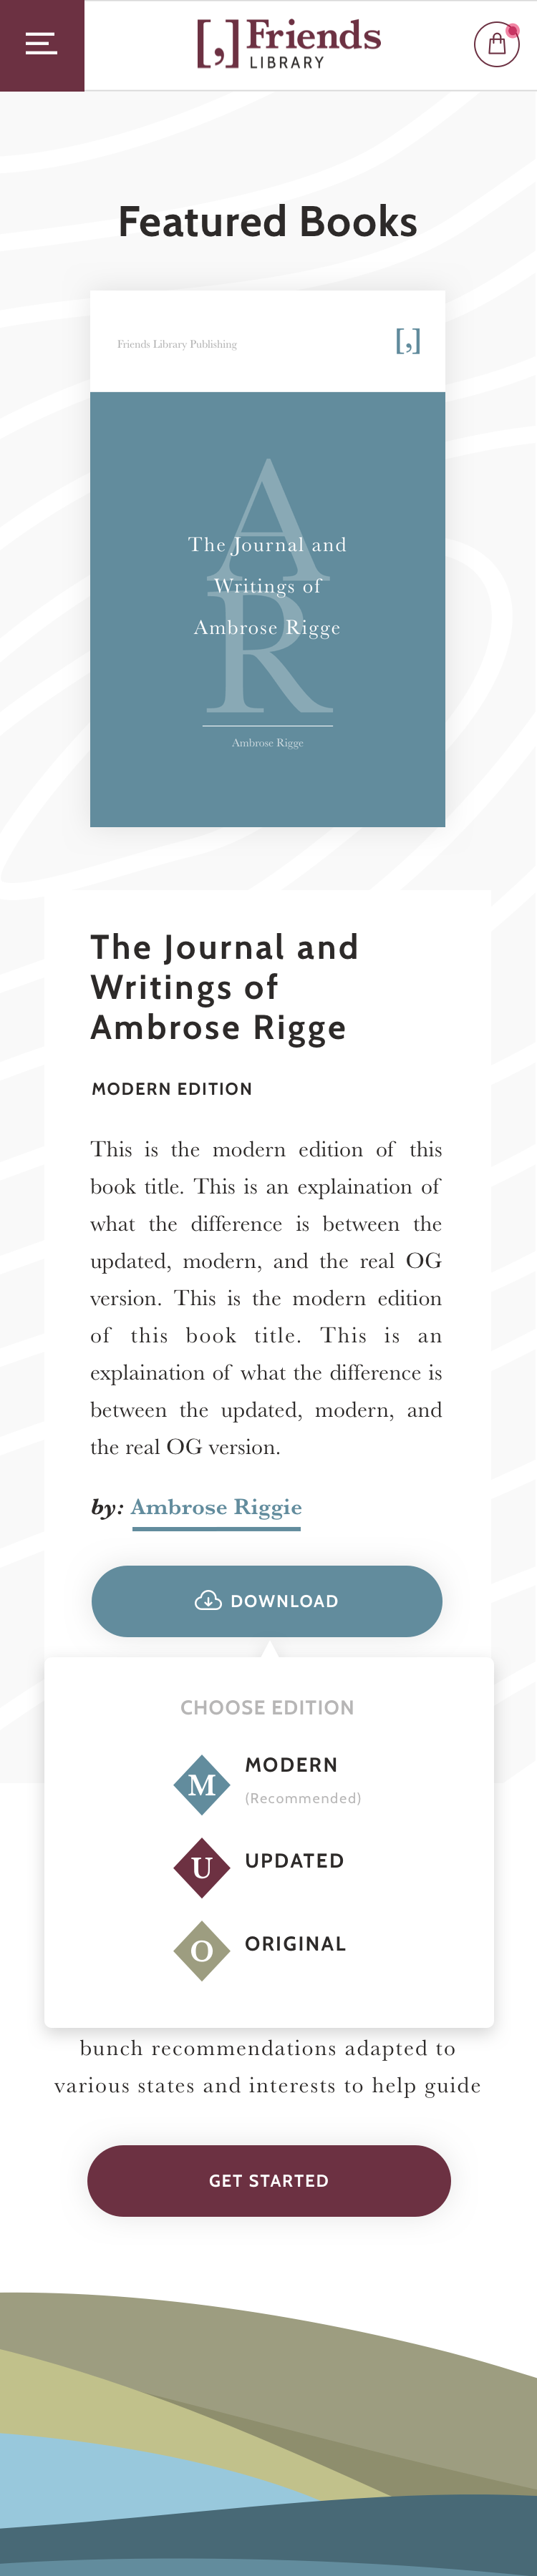 [,] Friends
LIBRARY
Featured Books
Friends Library Publishing
[,]
A
R
The Journal and
Writings of
Ambrose Rigge
Ambrose Rigge
The Journal and
Writings of
Ambrose Rigge
MODERN EDITION
This is the modern edition of this
book title. This is an explaination of
what the difference is between the
updated, modern, and the real OG
version. This is the modern edition
of this book title. This is an
explaination of what the difference is
between the updated, modern, and
the real OG version.
by: Ambrose Riggie
DOWNLOAD
CHOOSE EDITION
M MODERN
(Recommended)
U UPDATED
O ORIGINAL
bunch recommendations adapted to
various states and interests to help guide
GET STARTED